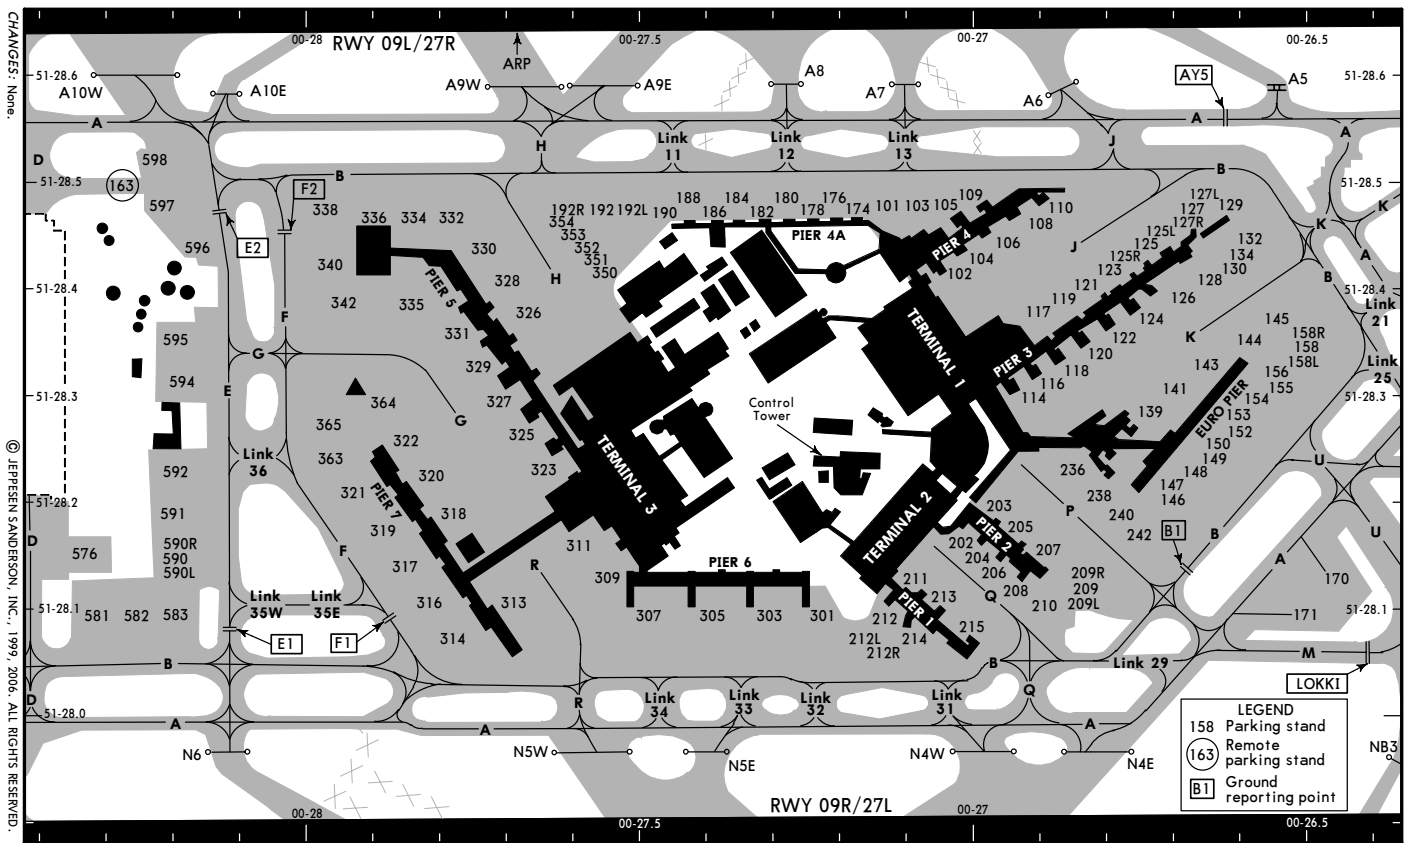 CHANGES: None.
© JEPPESEN SANDERSON, INC., 1999, 2006. ALL RIGHTS RESERVED.
00-28
RWY 09L/27R
00-27.5
00-27
00-26.5
ARP
51-28.6
A10W
A10E
A9W
A9E
A8
A7
A6
AY5
A5
51-28.6
A
A
A
H
Link
11
Link
12
Link
13
J
D
598
163
51-28.5
B
F2
B
51-28.5
597
338
336
334
332
192R
192
192L
354
353
352
351
350
190
188
186
184
182
180
178
176
174
101
103
105
109
110
108
106
104
102
PIER 4A
PIER 4
127L
127
127R
129
125L
125
125R
K
K
E2
596
340
330
328
H
J
123
121
119
117
132
134
130
128
126
124
122
120
118
116
114
B
A
51-28.4
51-28.4
342
335
PIER 5
326
331
329
327
325
323
F
Link
21
K
145
144
143
158R
158
158L
156
155
154
153
152
150
149
148
147
146
141
139
595
594
G
E
TERMINAL 1
PIER 3
Link
25
51-28.3
51-28.3
364
365
363
G
Control
Tower
EURO PIER
322
320
321
319
318
317
316
314
313
PIER 7
Link
36
592
591
590R
590
590L
TERMINAL 3
311
309
U
236
238
240
242
P
B1
B
U
51-28.2
D
576
F
R
TERMINAL 2
203
205
207
PIER 2
202
204
206
208
209R
209
209L
210
A
170
171
51-28.1
51-28.1
581
582
583
Link
35W
Link
35E
E1
F1
PIER 6
307
305
303
301
211
213
212
PIER 1
212L
212R
214
215
Q
B
D
B
Link 29
M
LOKKI
51-28.0
A
A
R
Link
34
Link
33
Link
32
Link
31
Q
A
N6
N5W
N5E
N4W
N4E
NB3
LEGEND
158 Parking stand
163 Remote
parking stand
B1 Ground
reporting point
00-28
RWY 09R/27L
00-27.5
00-27
00-26.5